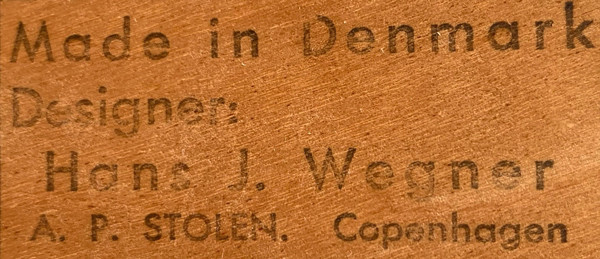 Made in Denmark
Designer:
Hans J. Wegner
A. P. STOLEN. Copenhagen